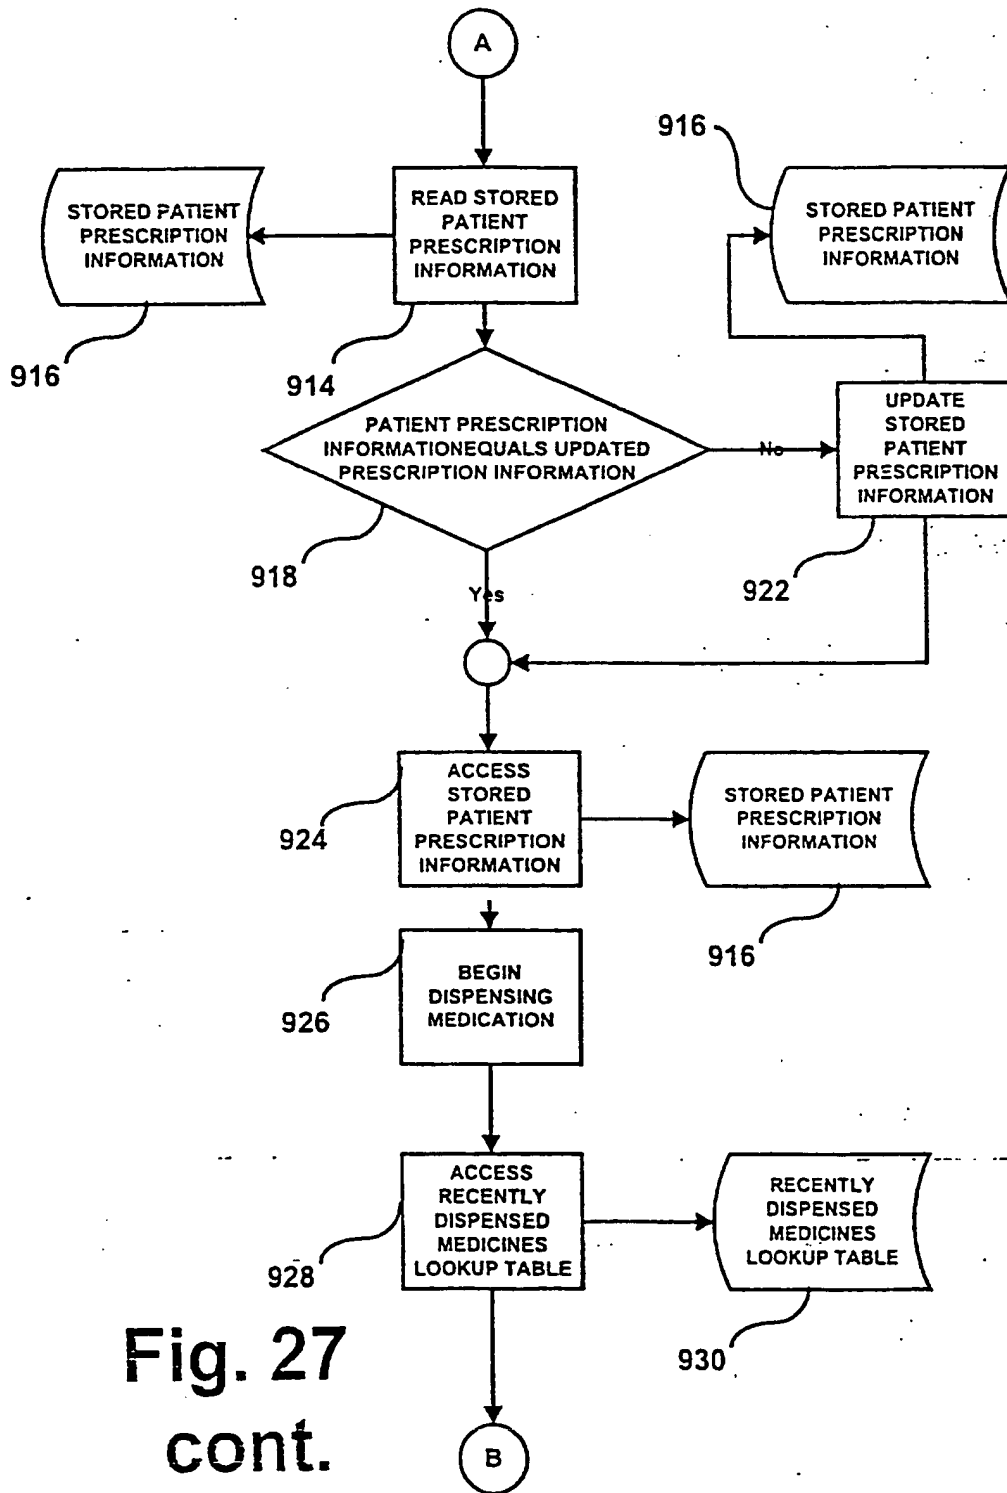 A
916
STORED PATIENT
PRESCRIPTION
INFORMATION
READ STORED
PATIENT
PRESCRIPTION
INFORMATION
STORED PATIENT
PRESCRIPTION
INFORMATION
916
914
PATIENT PRESCRIPTION
INFORMATIONEQUALS UPDATED
PRESCRIPTION INFORMATION
No
UPDATE
STORED
PATIENT
PRESCRIPTION
INFORMATION
918
922
Yes
924
ACCESS
STORED
PATIENT
PRESCRIPTION
INFORMATION
STORED PATIENT
PRESCRIPTION
INFORMATION
916
926
BEGIN
DISPENSING
MEDICATION
928
ACCESS
RECENTLY
DISPENSED
MEDICINES
LOOKUP TABLE
RECENTLY
DISPENSED
MEDICINES
LOOKUP TABLE
930
Fig. 27
cont.
B